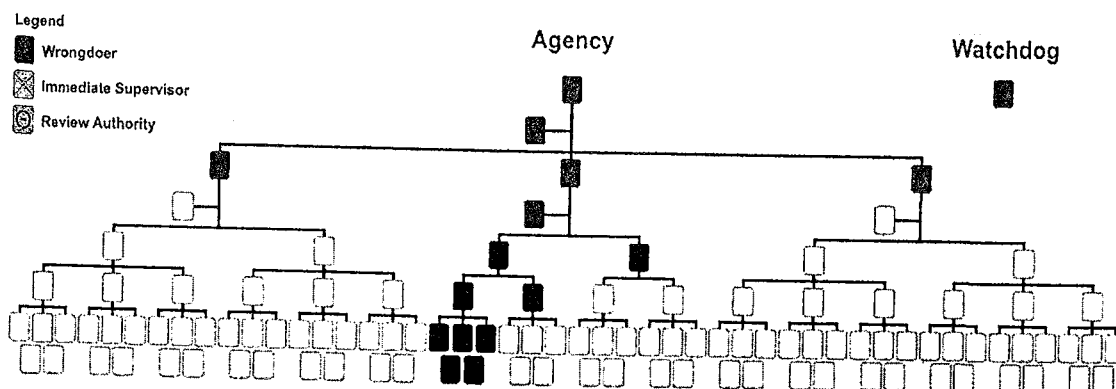 Legend
Wrongdoer
Immediate Supervisor
Review Authority
Agency
Watchdog